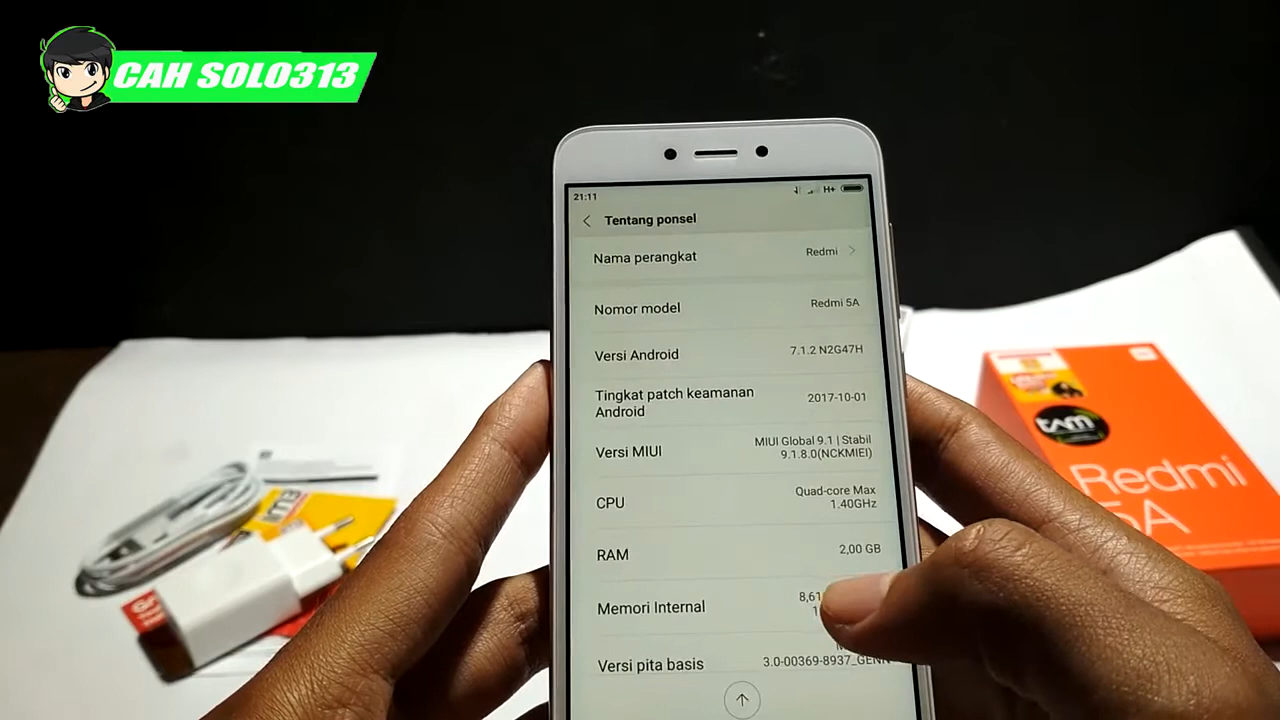 CAH SOLO313
21:11
H+
Tentang ponsel
Nama perangkat
Redmi
Nomor model
Redmi 5A
Versi Android
7.1.2 N2G47H
Tingkat patch keamanan
Android
2017-10-01
Versi MIUI
MIUI Global 9.1 | Stabil
9.1.8.0(NCKMIEI)
CPU
Quad-core Max
1.40GHz
RAM
2,00 GB
Memori Internal
Versi pita basis
3.0-00369-8937_GENN
tam
Redmi
5A